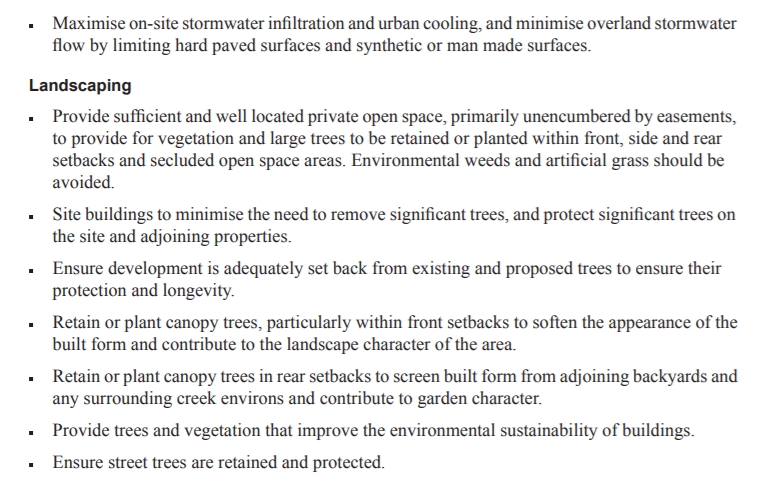 ▪ Maximise on-site stormwater infiltration and urban cooling, and minimise overland stormwater
flow by limiting hard paved surfaces and synthetic or man made surfaces.
Landscaping
▪ Provide sufficient and well located private open space, primarily unencumbered by easements,
to provide for vegetation and large trees to be retained or planted within front, side and rear
setbacks and secluded open space areas. Environmental weeds and artificial grass should be
avoided.
▪ Site buildings to minimise the need to remove significant trees, and protect significant trees on
the site and adjoining properties.
▪ Ensure development is adequately set back from existing and proposed trees to ensure their
protection and longevity.
▪ Retain or plant canopy trees, particularly within front setbacks to soften the appearance of the
built form and contribute to the landscape character of the area.
▪ Retain or plant canopy trees in rear setbacks to screen built form from adjoining backyards and
any surrounding creek environs and contribute to garden character.
▪ Provide trees and vegetation that improve the environmental sustainability of buildings.
▪ Ensure street trees are retained and protected.